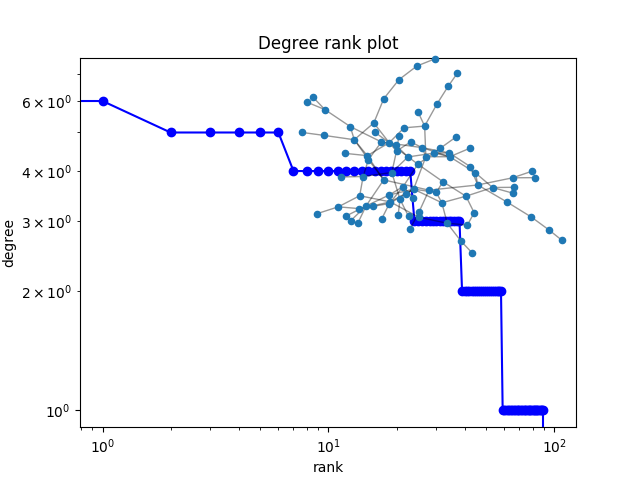 Degree rank plot
degree
6 × 10⁰
4 × 10⁰
3 × 10⁰
2 × 10⁰
10⁰
10⁰ 10¹ 10²
rank